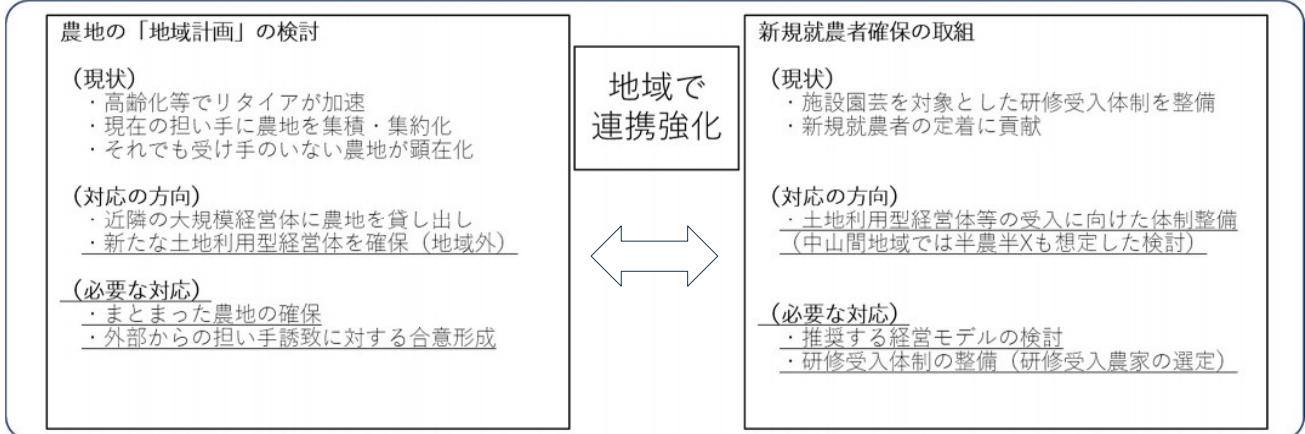 農地の「地域計画」の検討
（現状）
・高齢化等でリタイアが加速
・現在の担い手に農地を集積・集約化
・それでも受け手のいない農地が顕在化
（対応の方向）
・近隣の大規模経営体に農地を貸し出し
・新たな土地利用型経営体を確保（地域外）
（必要な対応）
・まとまった農地の確保
・外部からの担い手誘致に対する合意形成
地域で
連携強化
新規就農者確保の取組
（現状）
・施設園芸を対象とした研修受入体制を整備
・新規就農者の定着に貢献
（対応の方向）
・土地利用型経営体等の受入に向けた体制整備
（中山間地域では半農半Xも想定した検討）
（必要な対応）
・推奨する経営モデルの検討
・研修受入体制の整備（研修受入農家の選定）